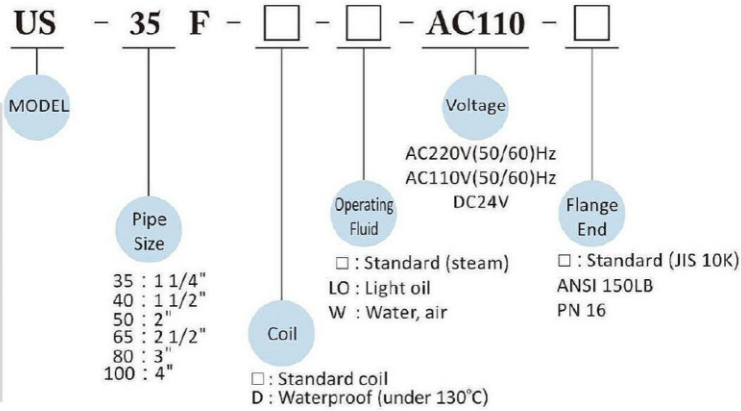 US - 35 F - □ - □ - AC110 - □
MODEL
Pipe
Size
35 : 1 1/4"
40 : 1 1/2"
50 : 2"
65 : 2 1/2"
80 : 3"
100 : 4"
Coil
□ : Standard coil
D : Waterproof (under 130°C)
Operating
Fluid
□ : Standard (steam)
LO : Light oil
W : Water, air
Voltage
AC220V(50/60)Hz
AC110V(50/60)Hz
DC24V
Flange
End
□ : Standard (JIS 10K)
ANSI 150LB
PN 16